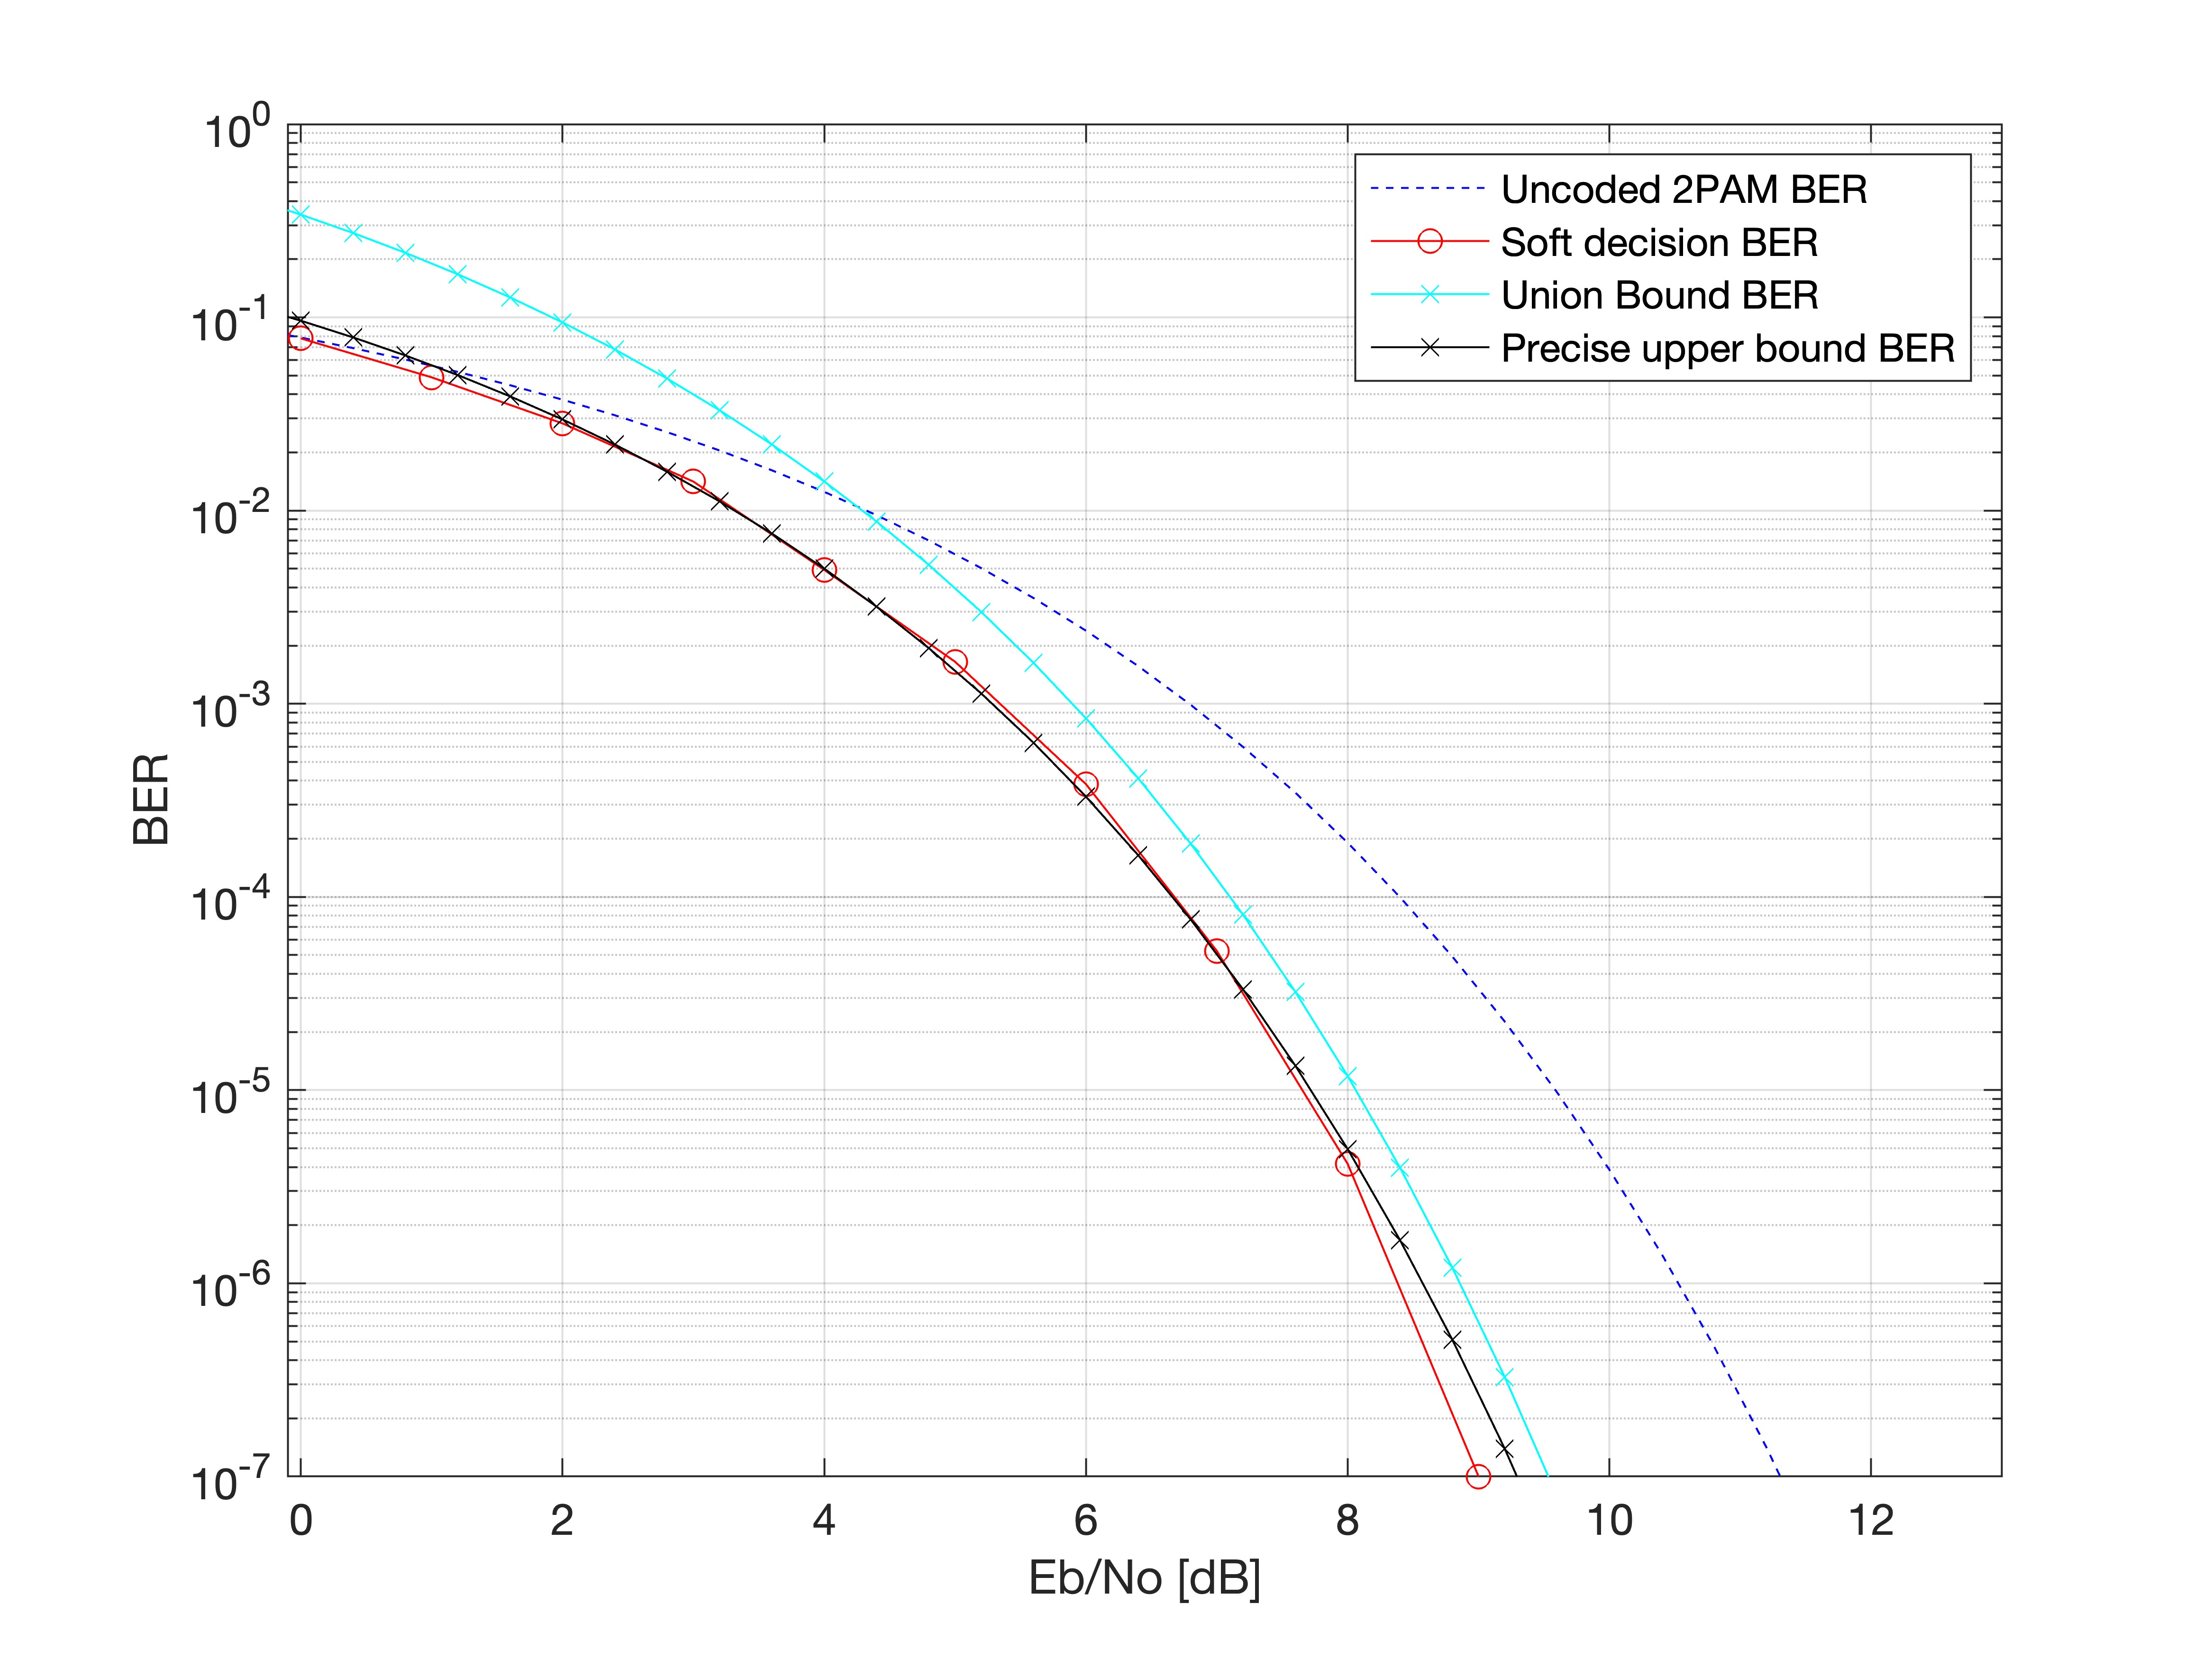 10^0
10^-1
10^-2
10^-3
10^-4
10^-5
10^-6
10^-7
BER
0 2 4 6 8 10 12
Eb/No [dB]
Uncoded 2PAM BER
Soft decision BER
Union Bound BER
Precise upper bound BER